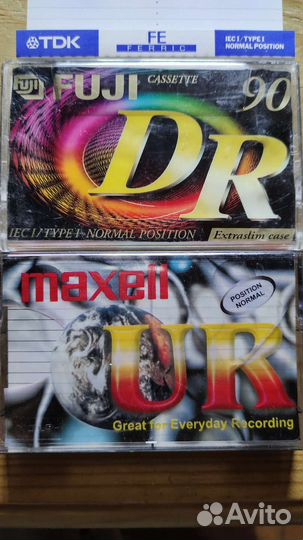 TDK
FE
FERRIC
IEC I / TYPE I
NORMAL POSITION
FUJI
FUJI
CASSETTE
90
DR
IEC I / TYPE I • NORMAL POSITION
Extraslim case
maxell
POSITION
NORMAL
UR
Great for Everyday Recording
Avito